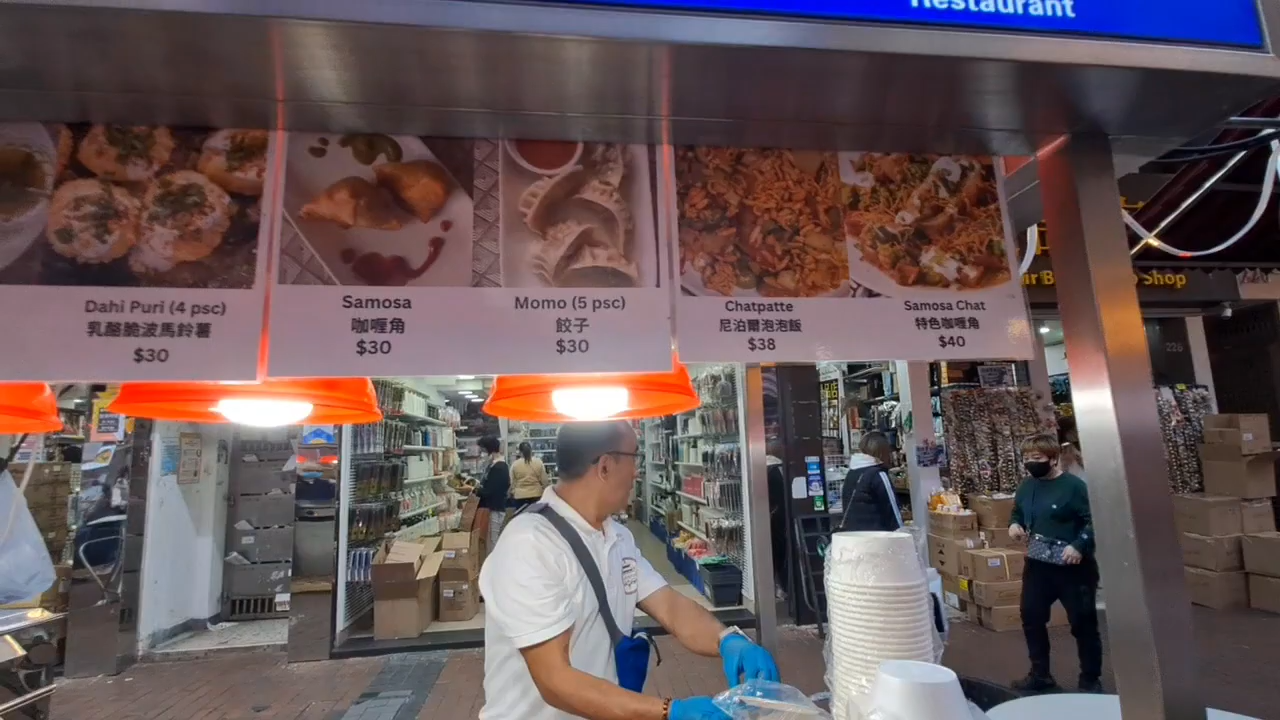 Restaurant
Dahi Puri (4 psc)
乳酪脆波馬鈴薯
$30
Samosa
咖喱角
$30
Momo (5 psc)
餃子
$30
Chatpatte
尼泊爾泡泡飯
$38
Samosa Chat
特色咖喱角
$40
Shop
226